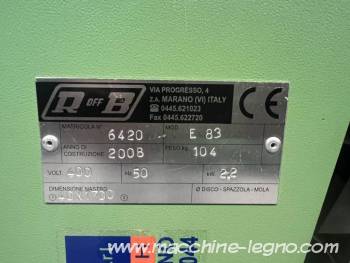 R OFF B
VIA PROGRESSO, 4
z.a. MARANO (VI) ITALY
☎ 0445.621023
Fax 0445.622720
CE
MATRICOLA N° 6420 MOD. E 83
ANNO DI COSTRUZIONE 2008 PESO kg 104
VOLT 400 Hz 50 kW 2,2
DIMENSIONE NASTRO
Ø DISCO - SPAZZOLA - MOLA
https://www.macchine-legno.com/